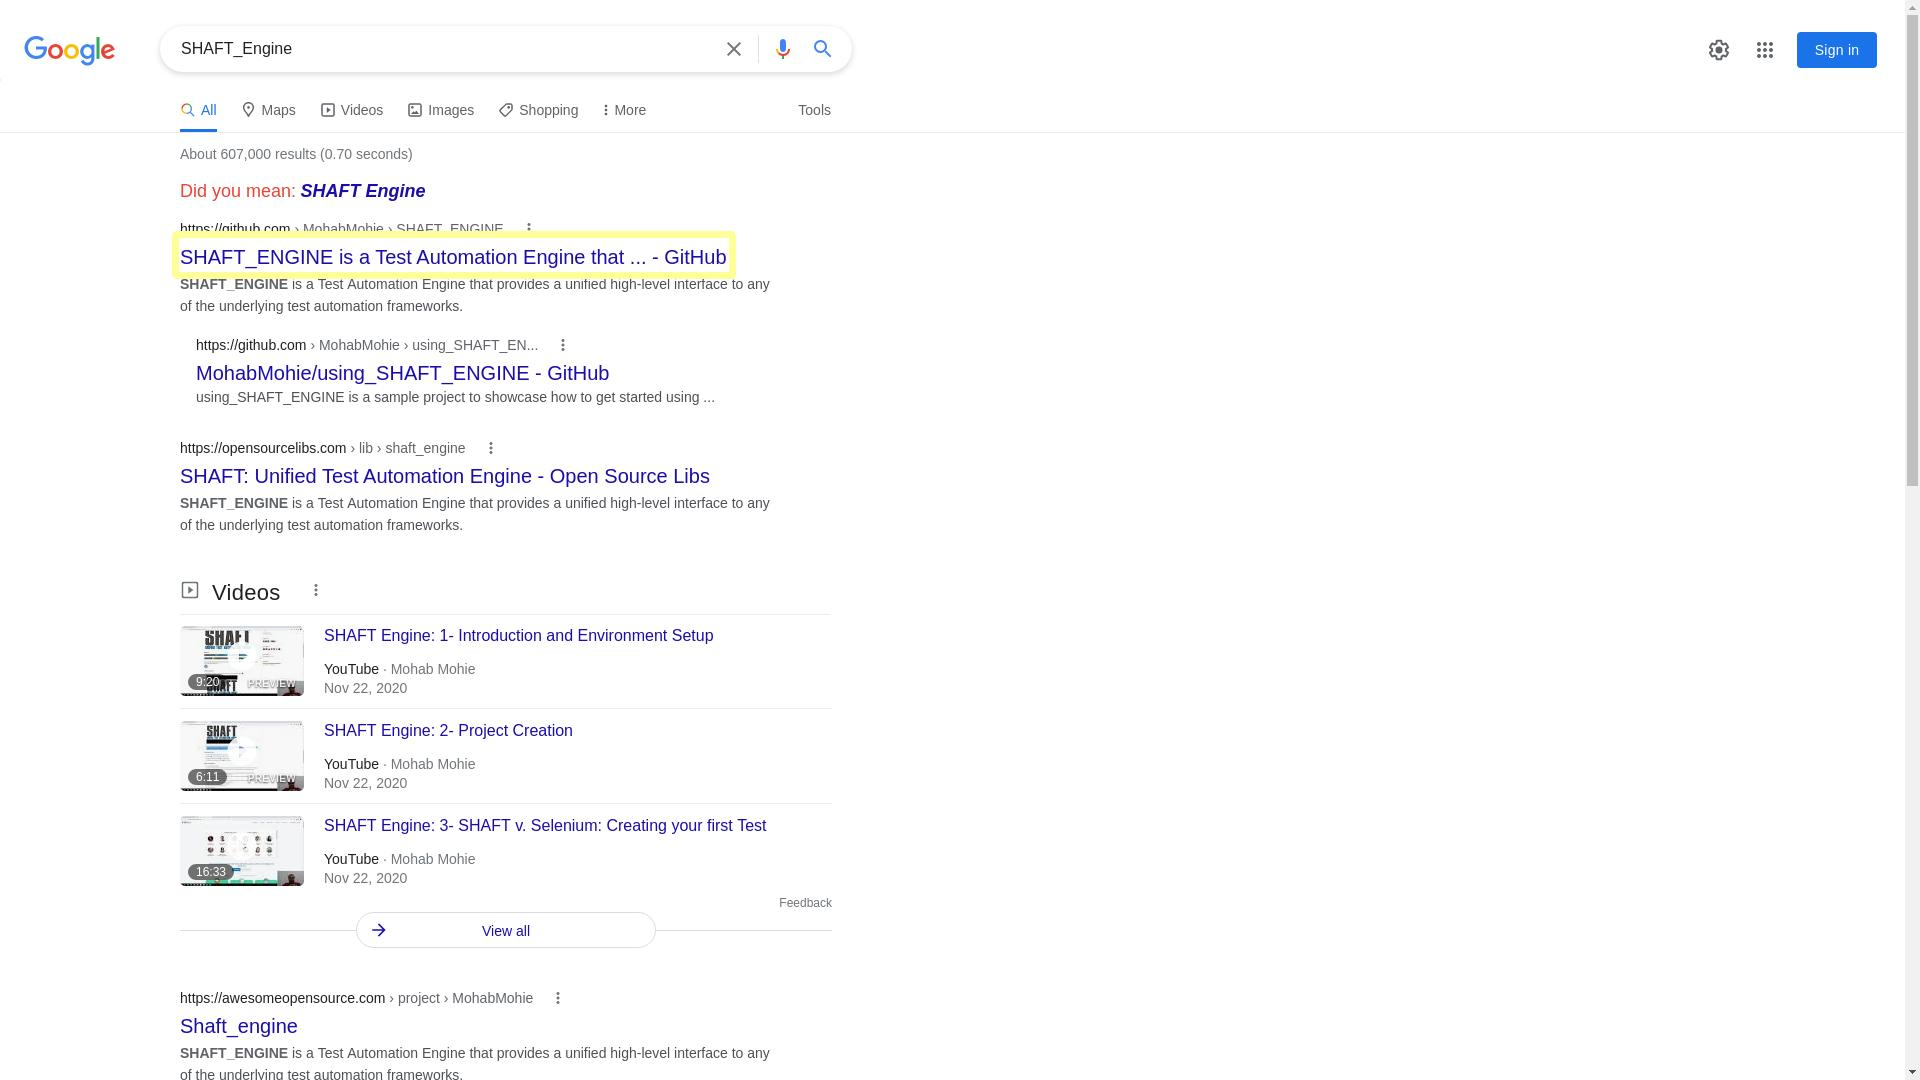 Google
SHAFT_Engine
Sign in
All
Maps
Videos
Images
Shopping
More
Tools
About 607,000 results (0.70 seconds)
Did you mean: SHAFT Engine
https://github.com › MohabMohie › SHAFT_ENGINE
SHAFT_ENGINE is a Test Automation Engine that ... - GitHub
SHAFT_ENGINE is a Test Automation Engine that provides a unified high-level interface to any
of the underlying test automation frameworks.
https://github.com › MohabMohie › using_SHAFT_EN...
MohabMohie/using_SHAFT_ENGINE - GitHub
using_SHAFT_ENGINE is a sample project to showcase how to get started using ...
https://opensourcelibs.com › lib › shaft_engine
SHAFT: Unified Test Automation Engine - Open Source Libs
SHAFT_ENGINE is a Test Automation Engine that provides a unified high-level interface to any
of the underlying test automation frameworks.
Videos
SHAFT
9:20
PREVIEW
SHAFT Engine: 1- Introduction and Environment Setup
YouTube · Mohab Mohie
Nov 22, 2020
SHAFT
6:11
PREVIEW
SHAFT Engine: 2- Project Creation
YouTube · Mohab Mohie
Nov 22, 2020
16:33
SHAFT Engine: 3- SHAFT v. Selenium: Creating your first Test
YouTube · Mohab Mohie
Nov 22, 2020
Feedback
View all
https://awesomeopensource.com › project › MohabMohie
Shaft_engine
SHAFT_ENGINE is a Test Automation Engine that provides a unified high-level interface to any
of the underlying test automation frameworks.